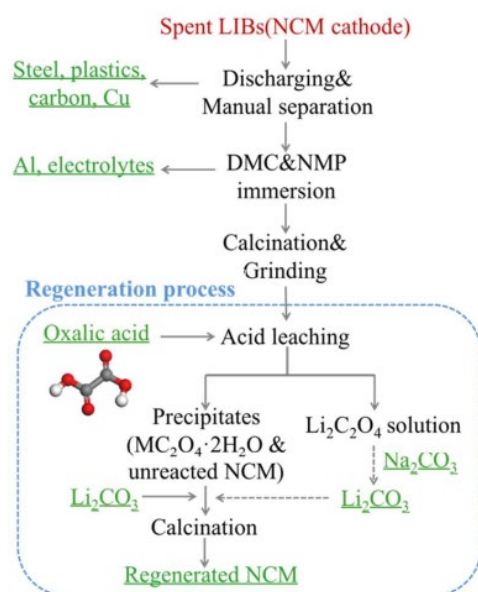 Spent LIBs(NCM cathode)
Steel, plastics,
carbon, Cu
Discharging&
Manual separation
Al, electrolytes
DMC&NMP
immersion
Calcination&
Grinding
Regeneration process
Oxalic acid
Acid leaching
Precipitates
(MC₂O₄·2H₂O &
unreacted NCM)
Li₂C₂O₄ solution
Na₂CO₃
Li₂CO₃
Li₂CO₃
Calcination
Regenerated NCM